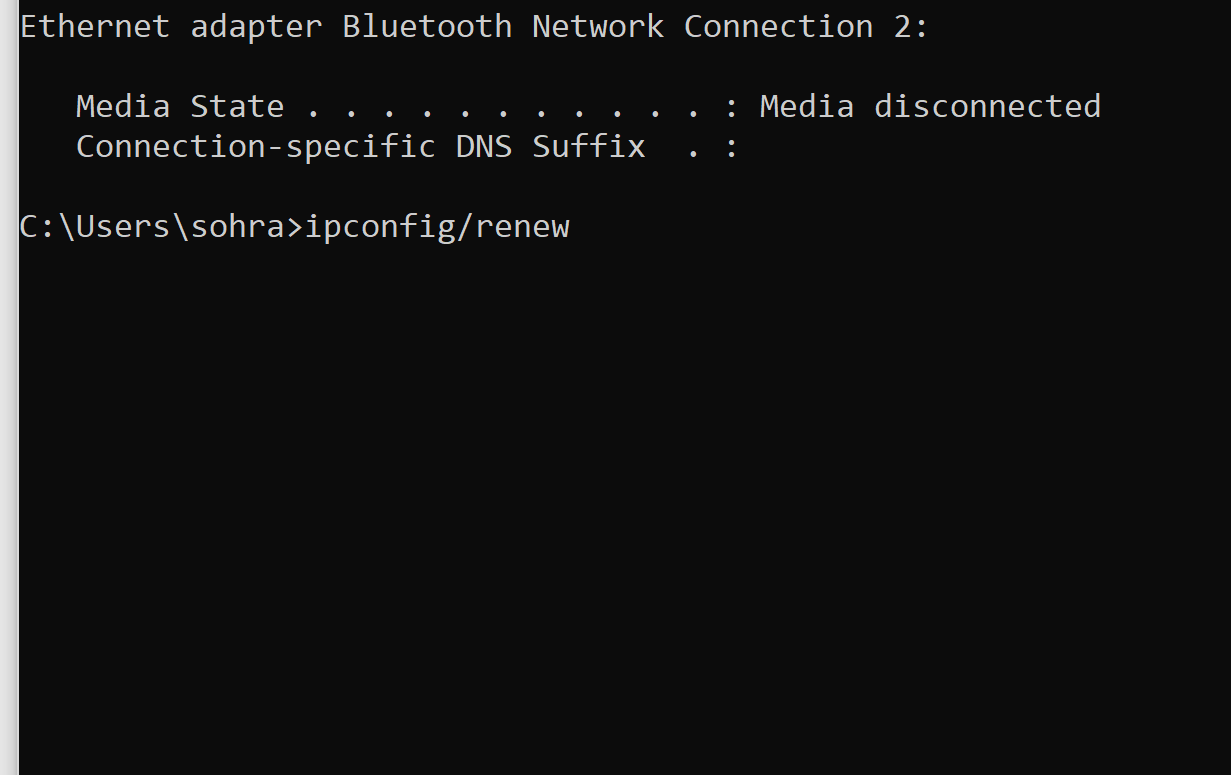 Ethernet adapter Bluetooth Network Connection 2:
Media State . . . . . . . . . . . : Media disconnected
Connection-specific DNS Suffix  . :
C:\Users\sohra>ipconfig/renew